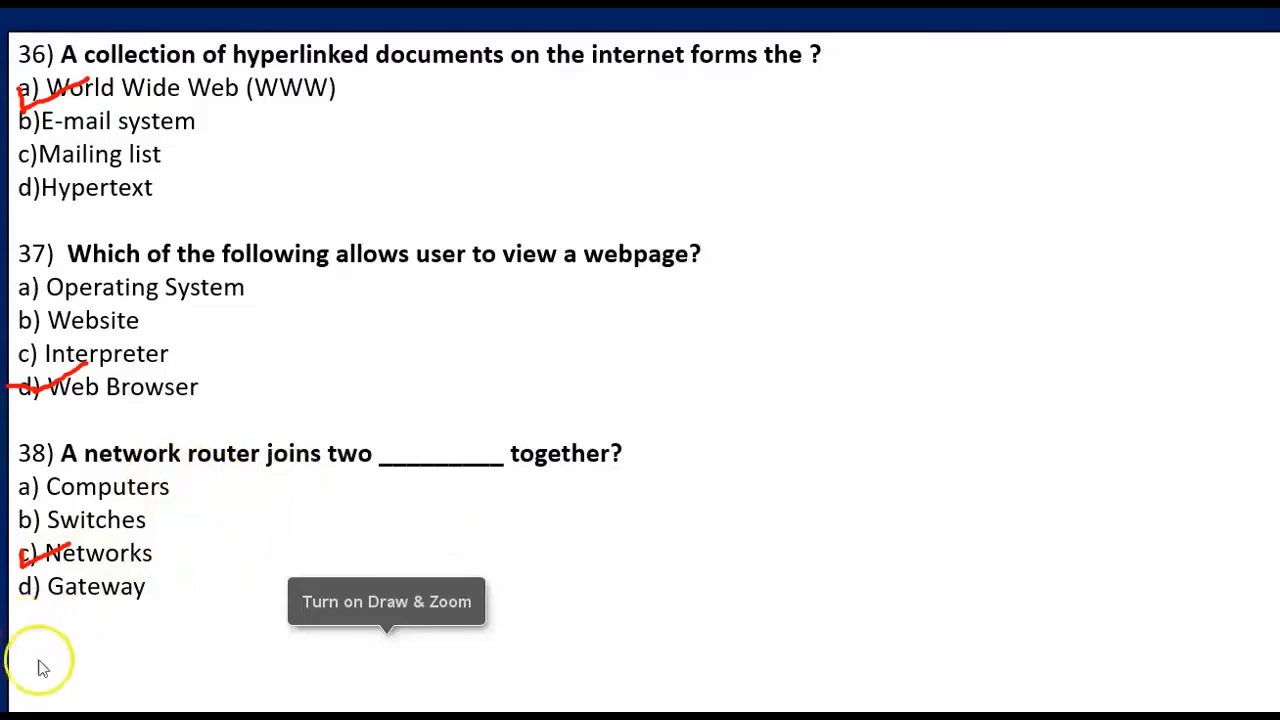 36) A collection of hyperlinked documents on the internet forms the ?
a) World Wide Web (WWW)
b)E-mail system
c)Mailing list
d)Hypertext
37)  Which of the following allows user to view a webpage?
a) Operating System
b) Website
c) Interpreter
d) Web Browser
38) A network router joins two _________ together?
a) Computers
b) Switches
c) Networks
d) Gateway
Turn on Draw & Zoom